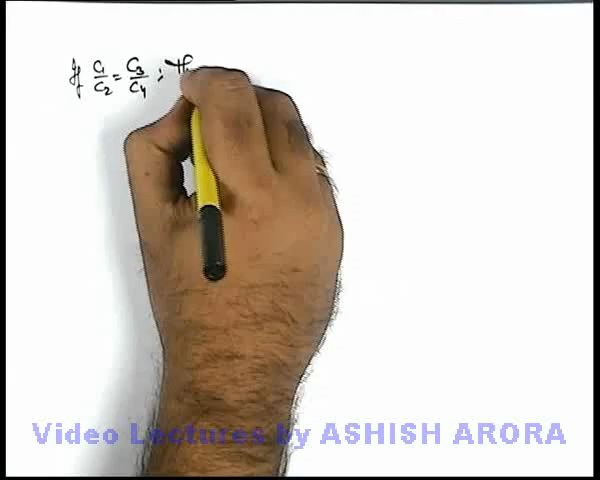 If C₁/C₂ = C₃/C₄ ; Th
Video Lectures by ASHISH ARORA